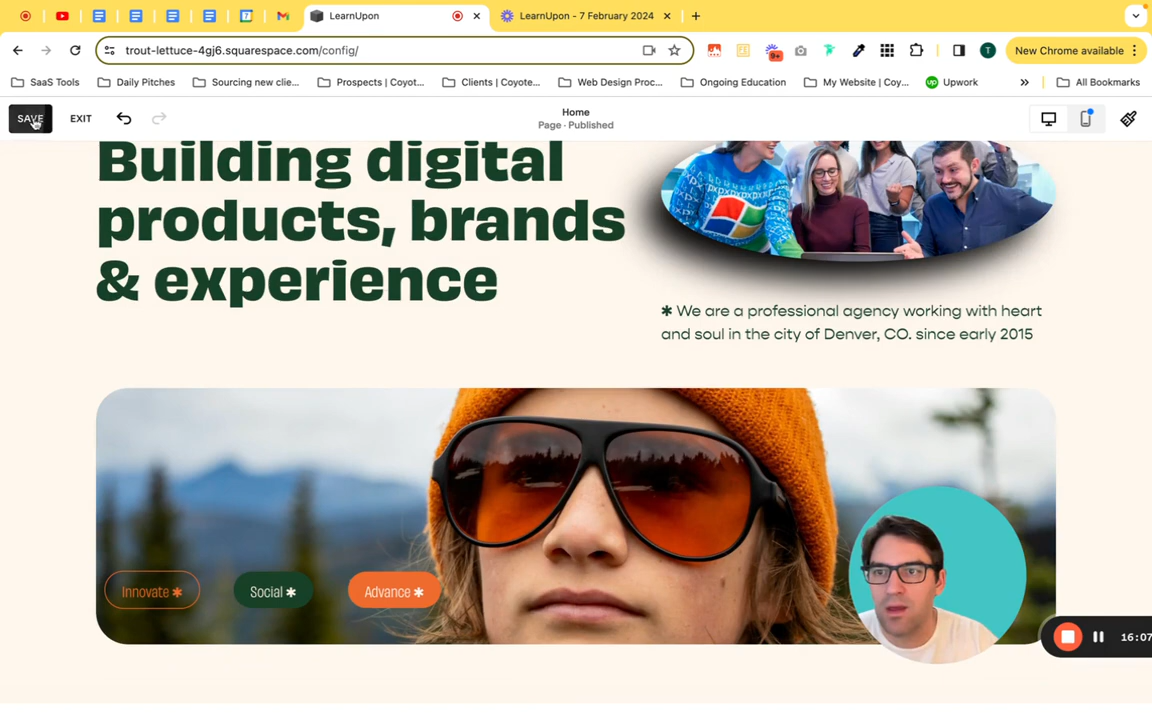 LearnUpon
LearnUpon - 7 February 2024
trout-lettuce-4gj6.squarespace.com/config/
9+
T
New Chrome available
SaaS Tools
Daily Pitches
Sourcing new clie...
Prospects | Coyot...
Clients | Coyote...
Web Design Proc...
Ongoing Education
My Website | Coy...
up
Upwork
»
All Bookmarks
SAVE
EXIT
Home
Page · Published
Building digital
products, brands
& experience
✱ We are a professional agency working with heart
and soul in the city of Denver, CO. since early 2015
Innovate ✱
Social ✱
Advance ✱
16:07